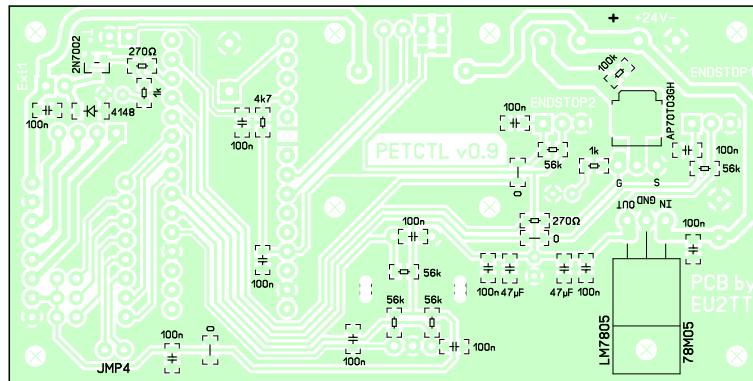 + +24V-
2N7002
270Ω
100k
Ext1
ENDSTOP1
1k
4148
100n
4k7
100n
100n
ENDSTOP2
AP70T03GH
100n
PETCTL v0.9
56k
1k
56k
0
G S
IN GND OUT
270Ω
0
100n
100n
100n
56k
100n
47µF
47µF
100n
PCB by
EU2TT
56k
56k
100n
0
100n
100n
JMP4
LM7805
78M05